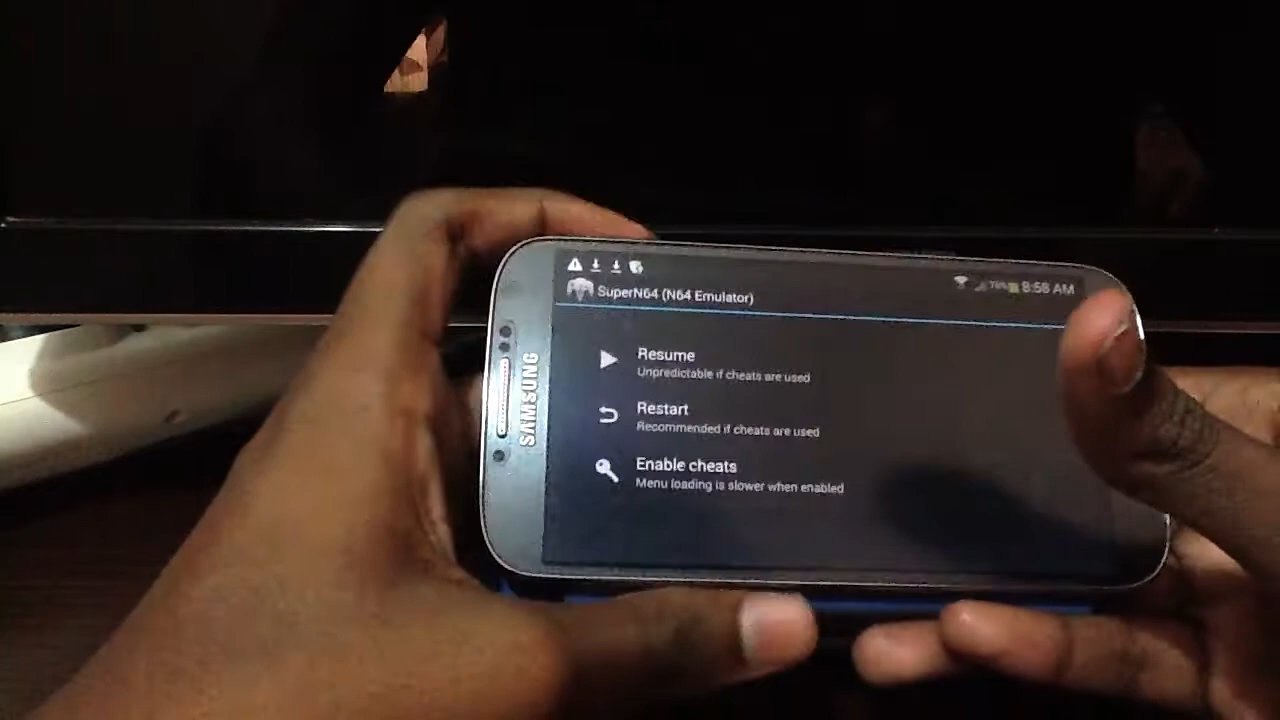 8:58 AM
SuperN64 (N64 Emulator)
SAMSUNG
Resume
Unpredictable if cheats are used
Restart
Recommended if cheats are used
Enable cheats
Menu loading is slower when enabled